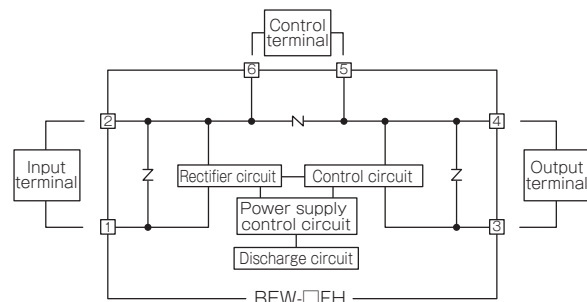 Control
terminal
6
5
2
4
Input
terminal
Rectifier circuit
Control circuit
Output
terminal
Power supply
control circuit
1
3
Discharge circuit
BEW-□FH